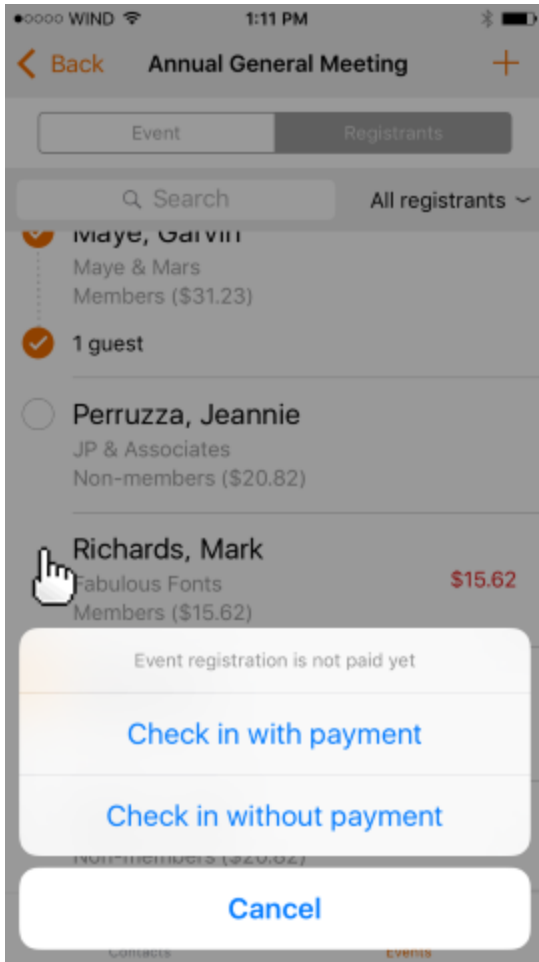 WIND 1:11 PM
Back Annual General Meeting +
Event Registrants
Search All registrants
Maye, Garvin
Maye & Mars
Members ($31.23)
1 guest
Perruzza, Jeannie
JP & Associates
Non-members ($20.82)
Richards, Mark
Fabulous Fonts $15.62
Members ($15.62)
Event registration is not paid yet
Check in with payment
Check in without payment
Non-members ($20.82)
Cancel
Contacts Events